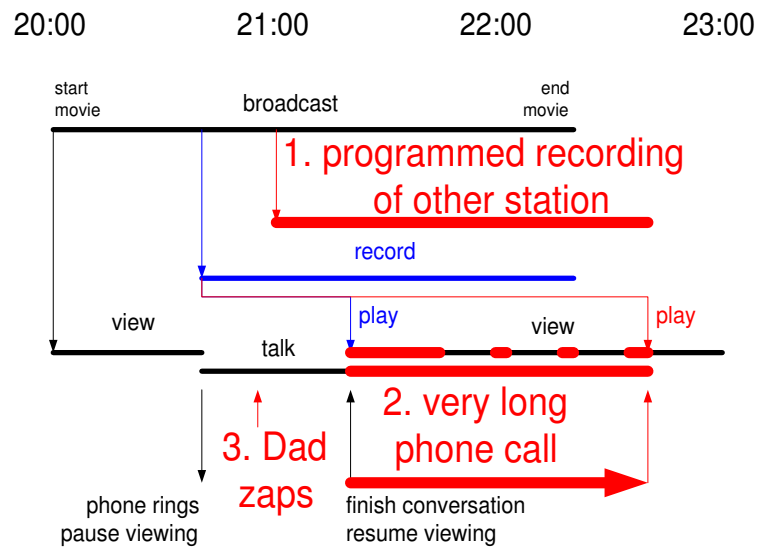 20:00 21:00 22:00 23:00
start
movie
broadcast
end
movie
1. programmed recording
of other station
record
play
play
view
view
talk
2. very long
phone call
3. Dad
zaps
phone rings
pause viewing
finish conversation
resume viewing